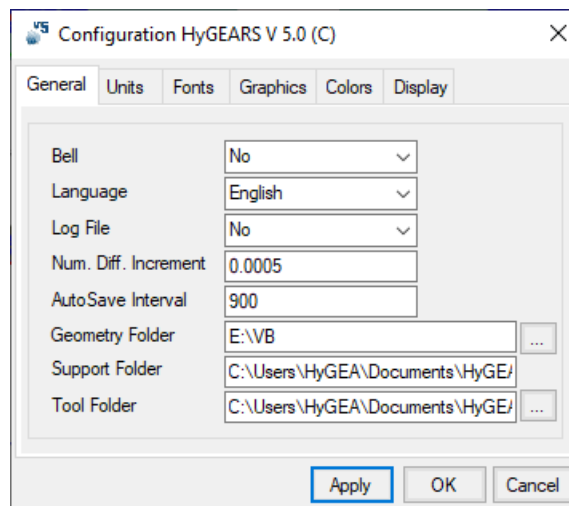 Configuration HyGEARS V 5.0 (C)
General Units Fonts Graphics Colors Display
Bell No
Language English
Log File No
Num. Diff. Increment 0.0005
AutoSave Interval 900
Geometry Folder E:\VB ...
Support Folder C:\Users\HyGEA\Documents\HyGEA
Tool Folder C:\Users\HyGEA\Documents\HyGEA ...
Apply OK Cancel